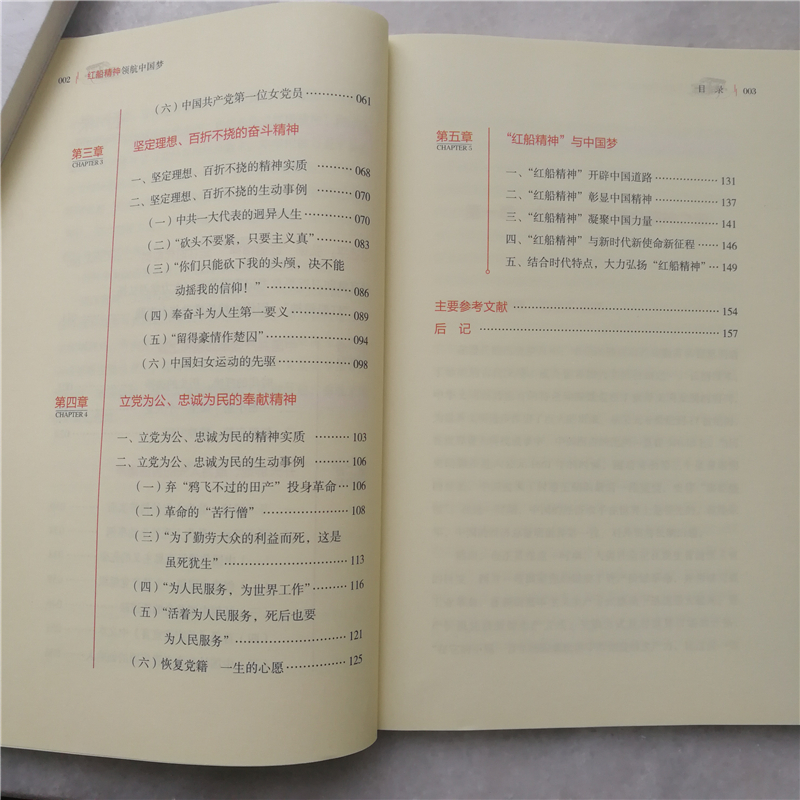 002 红船精神领航中国梦
（六）中国共产党第一位女党员 ………… 061
第三章 坚定理想、百折不挠的奋斗精神
CHAPTER 3
一、坚定理想、百折不挠的精神实质 ……… 068
二、坚定理想、百折不挠的生动事例 ……… 070
（一）中共一大代表的迥异人生 ………… 070
（二）“砍头不要紧，只要主义真” ……… 083
（三）“你们只能砍下我的头颅，决不能
动摇我的信仰！” ………………… 086
（四）奉奋斗为人生第一要义 …………… 089
（五）“留得豪情作楚囚” ……………… 094
（六）中国妇女运动的先驱 ……………… 098
第四章 立党为公、忠诚为民的奉献精神
CHAPTER 4
一、立党为公、忠诚为民的精神实质 ……… 103
二、立党为公、忠诚为民的生动事例 ……… 106
（一）弃“鸦飞不过的田产”投身革命 … 106
（二）革命的“苦行僧” ………………… 108
（三）“为了勤劳大众的利益而死，这是
虽死犹生” ………………………… 113
（四）“为人民服务，为世界工作” ……… 116
（五）“活着为人民服务，死后也要
为人民服务” ……………………… 121
（六）恢复党籍 一生的心愿 …………… 125
目 录 003
第五章 “红船精神”与中国梦
CHAPTER 5
一、“红船精神”开辟中国道路 …………… 131
二、“红船精神”彰显中国精神 …………… 137
三、“红船精神”凝聚中国力量 …………… 141
四、“红船精神”与新时代新使命新征程 …… 146
五、结合时代特点，大力弘扬“红船精神” … 149
主要参考文献 ………………………………… 154
后 记 ………………………………………… 157